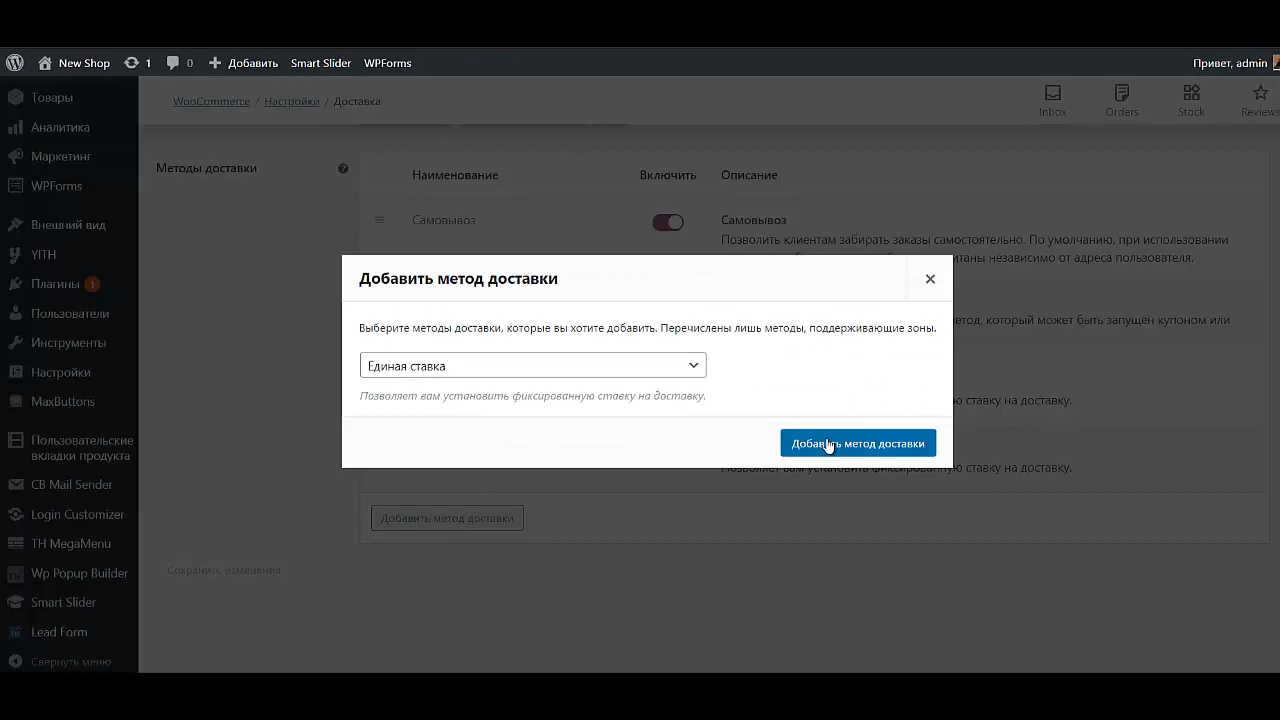 New Shop 1 0 Добавить Smart Slider WPForms Привет, admin
Товары
Аналитика
Маркетинг
WPForms
Внешний вид
YITH
Плагины 1
Пользователи
Инструменты
Настройки
MaxButtons
Пользовательские
вкладки продукта
CB Mail Sender
Login Customizer
TH MegaMenu
Wp Popup Builder
Smart Slider
Lead Form
Свернуть меню
WooCommerce / Настройки / Доставка
Inbox Orders Stock Reviews
Методы доставки
Наименование Включить Описание
Самовывоз Самовывоз
Позволить клиентам забирать заказы самостоятельно. По умолчанию, при использовании
независимо от адреса пользователя.
который может быть запущен купоном или
ставку на доставку.
Позволяет вам установить фиксированную ставку на доставку.
Добавить метод доставки
Сохранить изменения
Добавить метод доставки
Выберите методы доставки, которые вы хотите добавить. Перечислены лишь методы, поддерживающие зоны.
Единая ставка
Позволяет вам установить фиксированную ставку на доставку.
Добавить метод доставки